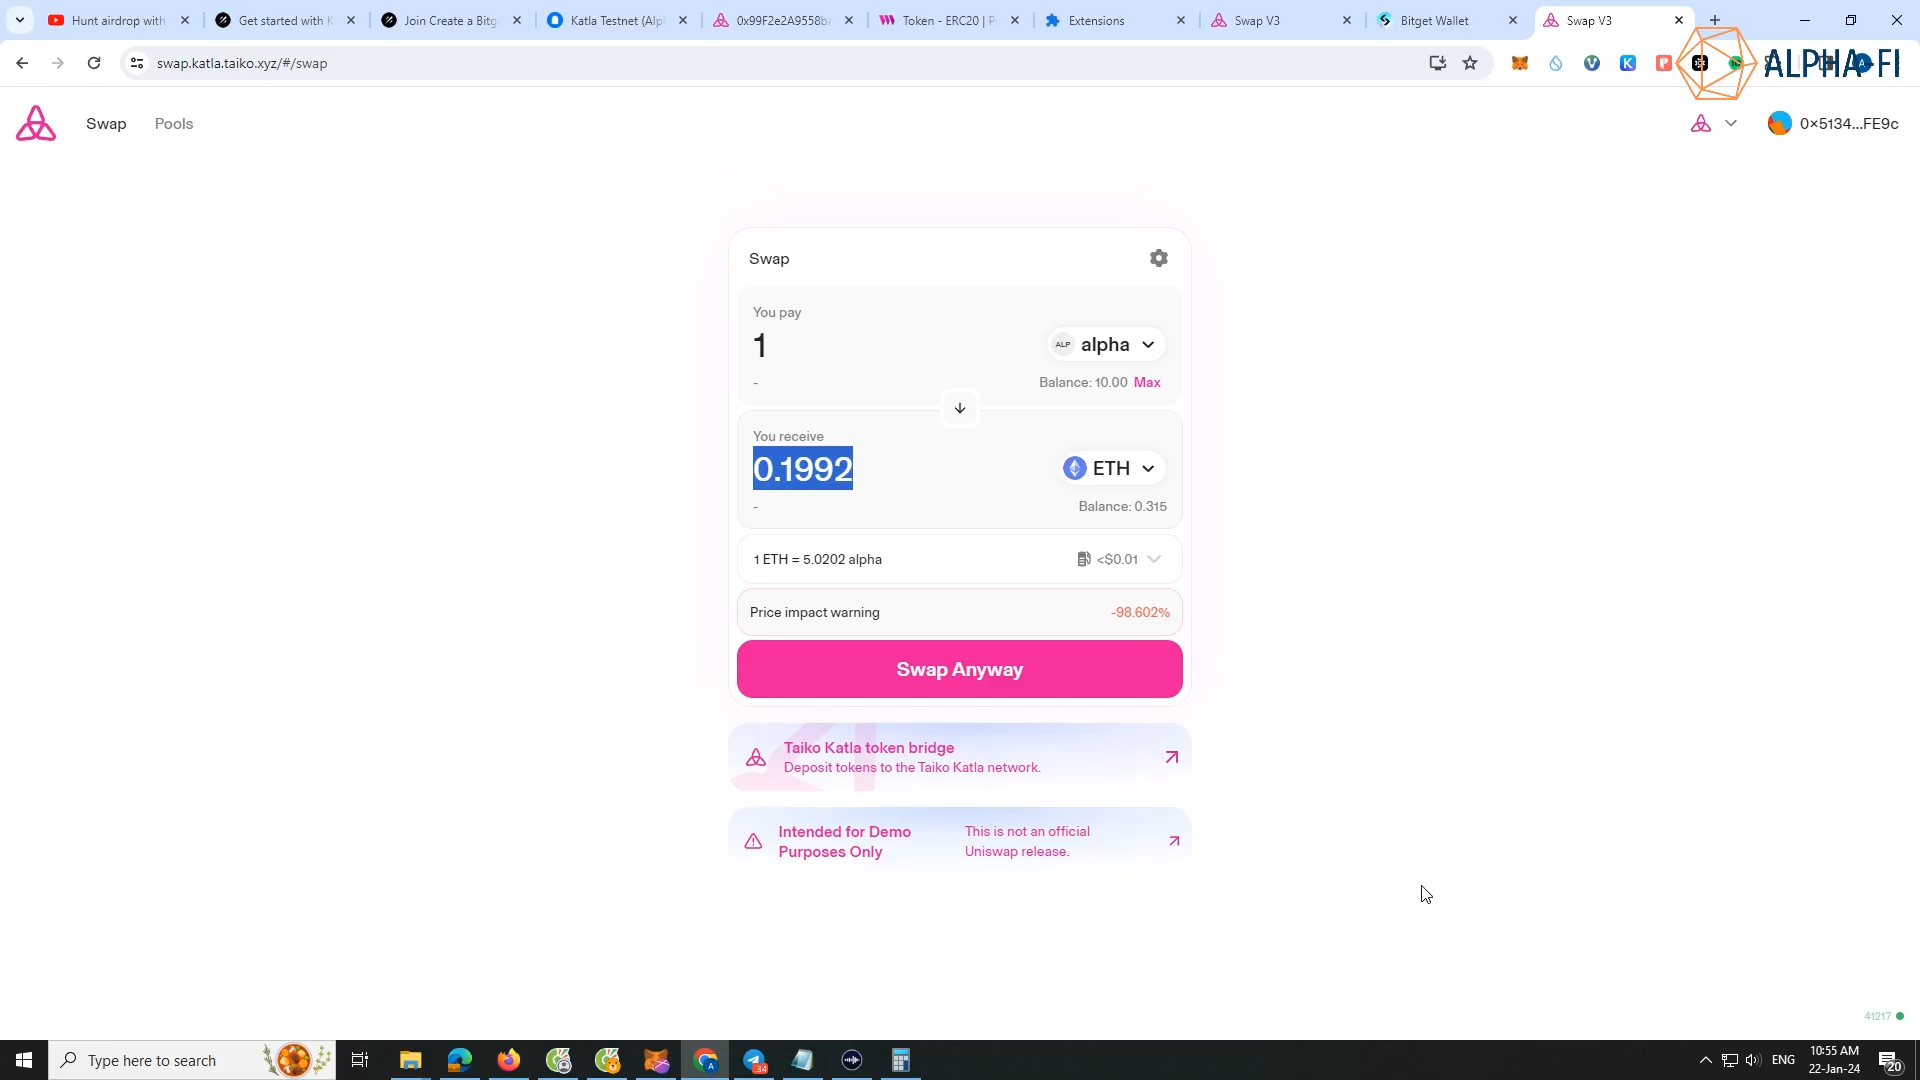 Hunt airdrop with
Get started with K
Join Create a Bitg
Katla Testnet (Alp
0x99F2e2A9558b
Token - ERC20 | P
Extensions
Swap V3
Bitget Wallet
Swap V3
swap.katla.taiko.xyz/#/swap
ALPHA FI
Swap
Pools
0x5134...FE9c
Swap
You pay
1
ALP alpha
-
Balance: 10.00 Max
You receive
0.1992
ETH
-
Balance: 0.315
1 ETH = 5.0202 alpha
<$0.01
Price impact warning
-98.602%
Swap Anyway
Taiko Katla token bridge
Deposit tokens to the Taiko Katla network.
Intended for Demo
Purposes Only
This is not an official
Uniswap release.
41217
Type here to search
34
ENG
10:55 AM
22-Jan-24
20